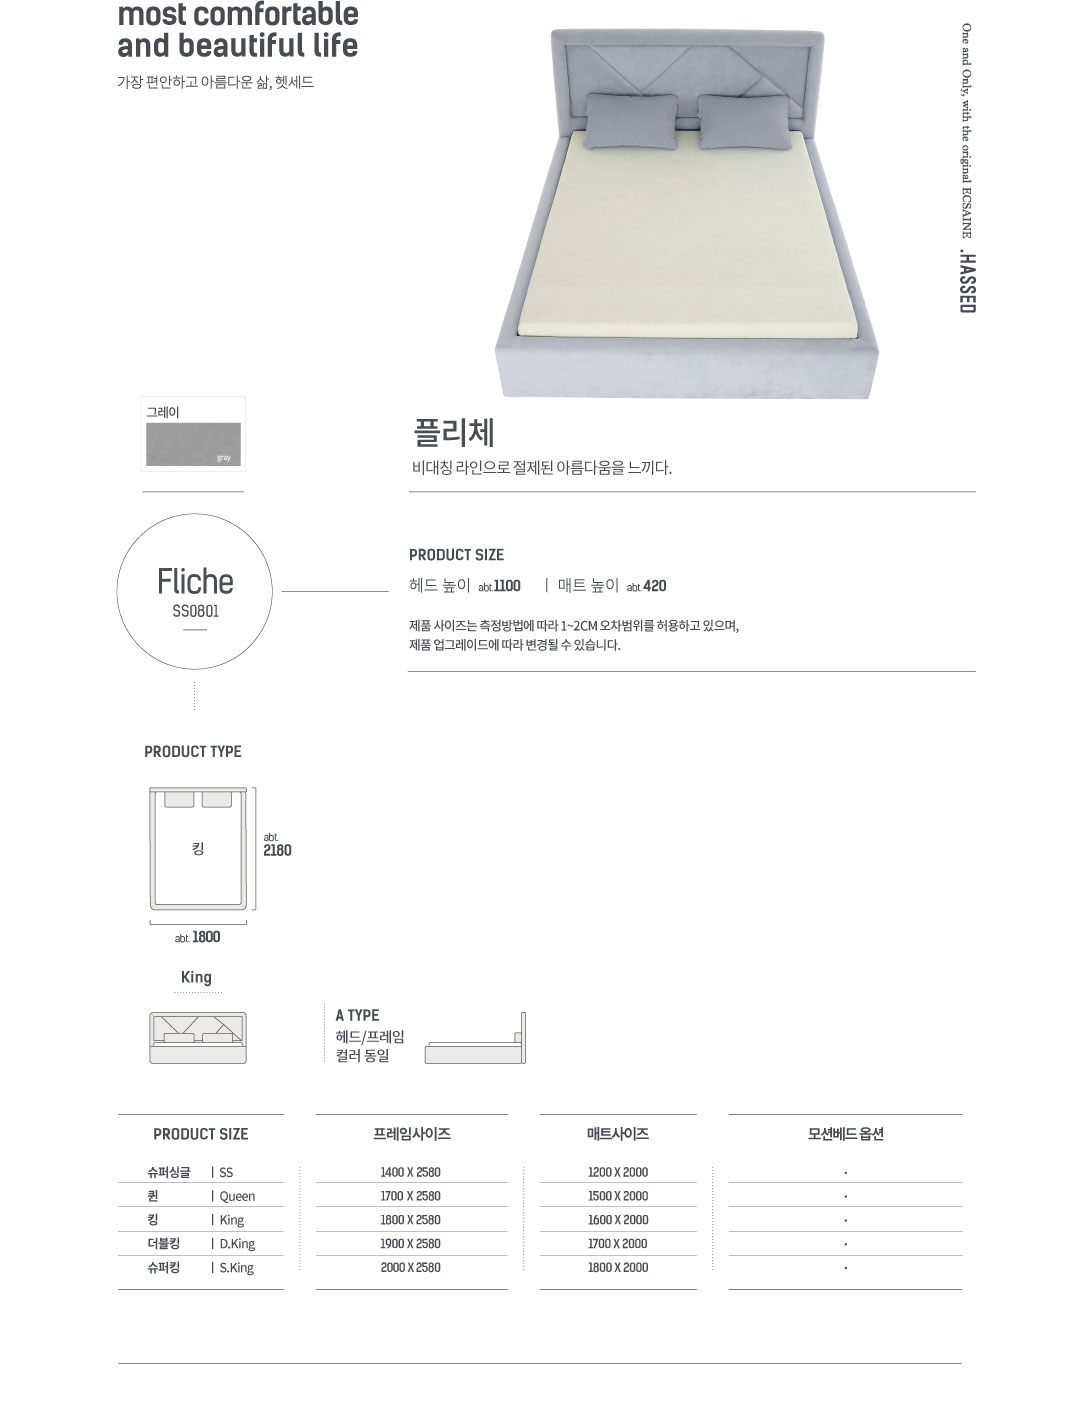 most comfortable
and beautiful life
가장 편안하고 아름다운 삶, 헷세드
One and Only, with the original ECSAINE .HASSED
그레이
gray
플리체
비대칭 라인으로 절제된 아름다움을 느끼다.
Fliche
SS0801
PRODUCT SIZE
헤드 높이 abt.1100 | 매트 높이 abt.420
제품 사이즈는 측정방법에 따라 1~2CM 오차범위를 허용하고 있으며,
제품 업그레이드에 따라 변경될 수 있습니다.
PRODUCT TYPE
킹
abt.
2180
abt. 1800
King
A TYPE
헤드/프레임
컬러 동일
PRODUCT SIZE 프레임사이즈 매트사이즈 모션베드 옵션
슈퍼싱글 | SS 1400 X 2580 1200 X 2000 ·
퀸 | Queen 1700 X 2580 1500 X 2000 ·
킹 | King 1800 X 2580 1600 X 2000 ·
더블킹 | D.King 1900 X 2580 1700 X 2000 ·
슈퍼킹 | S.King 2000 X 2580 1800 X 2000 ·